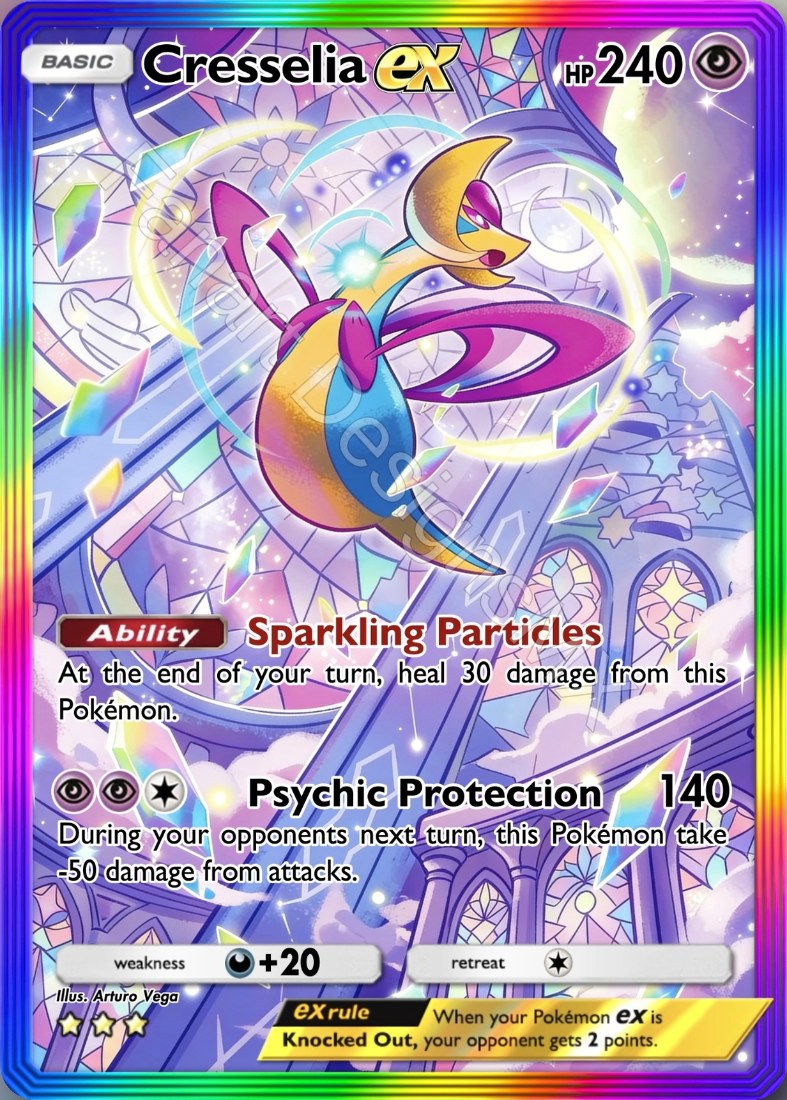 BASIC Cresselia ex HP 240
Ability Sparkling Particles
At the end of your turn, heal 30 damage from this
Pokémon.
Psychic Protection 140
During your opponents next turn, this Pokémon take
-50 damage from attacks.
weakness +20 retreat
Illus. Arturo Vega
ex rule When your Pokémon ex is
Knocked Out, your opponent gets 2 points.